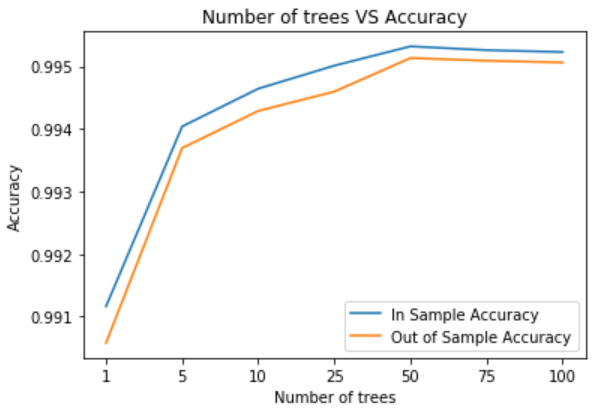 Number of trees VS Accuracy
0.995
0.994
0.993
0.992
0.991
Accuracy
In Sample Accuracy
Out of Sample Accuracy
1 5 10 25 50 75 100
Number of trees